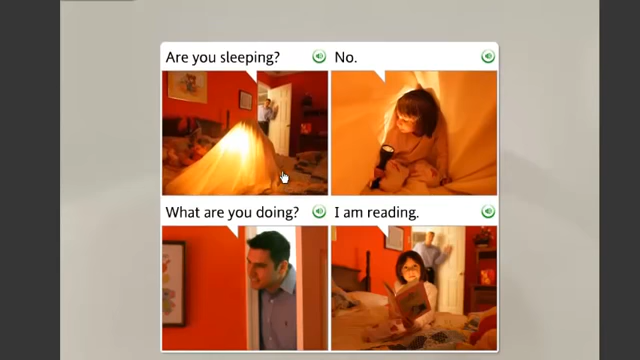 Are you sleeping?
No.
What are you doing?
I am reading.